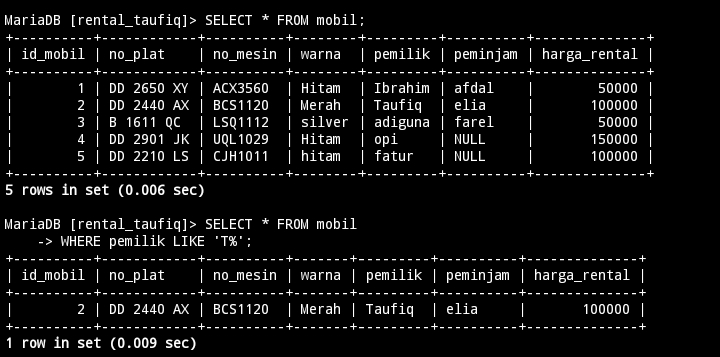 MariaDB [rental_taufiq]> SELECT * FROM mobil;
+----------+------------+----------+--------+---------+----------+--------------+
| id_mobil | no_plat    | no_mesin | warna  | pemilik | peminjam | harga_rental |
+----------+------------+----------+--------+---------+----------+--------------+
|        1 | DD 2650 XY | ACX3560  | Hitam  | Ibrahim | afdal    |        50000 |
|        2 | DD 2440 AX | BCS1120  | Merah  | Taufiq  | elia     |       100000 |
|        3 | B 1611 QC  | LSQ1112  | silver | adiguna | farel    |        50000 |
|        4 | DD 2901 JK | UQL1029  | Hitam  | opi     | NULL     |       150000 |
|        5 | DD 2210 LS | CJH1011  | hitam  | fatur   | NULL     |       100000 |
+----------+------------+----------+--------+---------+----------+--------------+
5 rows in set (0.006 sec)
MariaDB [rental_taufiq]> SELECT * FROM mobil
    -> WHERE pemilik LIKE 'T%';
+----------+------------+----------+-------+---------+----------+--------------+
| id_mobil | no_plat    | no_mesin | warna | pemilik | peminjam | harga_rental |
+----------+------------+----------+-------+---------+----------+--------------+
|        2 | DD 2440 AX | BCS1120  | Merah | Taufiq  | elia     |       100000 |
+----------+------------+----------+-------+---------+----------+--------------+
1 row in set (0.009 sec)